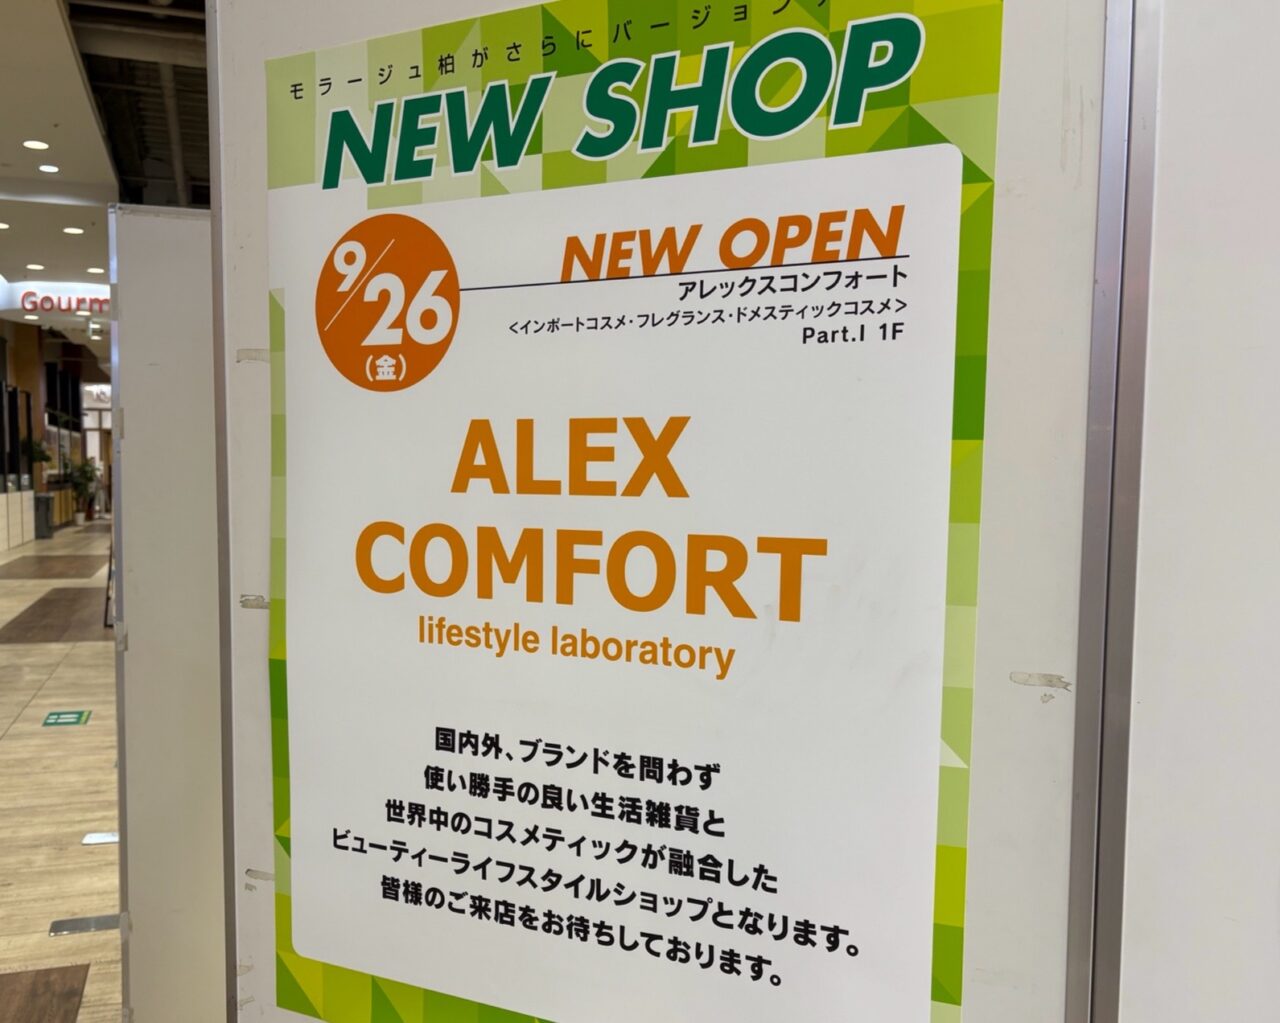 モラージュ柏がさらにバージョン
NEW SHOP
9/26
(金)
NEW OPEN
アレックスコンフォート
<インポートコスメ・フレグランス・ドメスティックコスメ>
Part.I 1F
ALEX
COMFORT
lifestyle laboratory
国内外、ブランドを問わず
使い勝手の良い生活雑貨と
世界中のコスメティックが融合した
ビューティーライフスタイルショップとなります。
皆様のご来店をお待ちしております。
Gourm